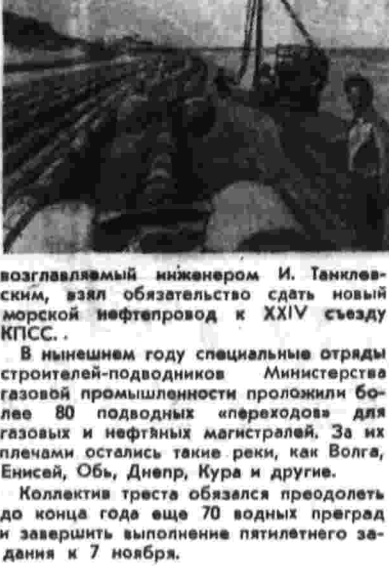 возглавляемый инженером И. Танклев-
ским, взял обязательство сдать новый
морской нефтепровод к XXIV съезду
КПСС.
В нынешнем году специальные отряды
строителей-подводников Министерства
газовой промышленности проложили бо-
лее 80 подводных «переходов» для
газовых и нефтяных магистралей. За их
плечами остались такие реки, как Волга,
Енисей, Обь, Днепр, Кура и другие.
Коллектив треста обязался преодолеть
до конца года еще 70 водных преград
и завершить выполнение пятилетнего за-
дания к 7 ноября.